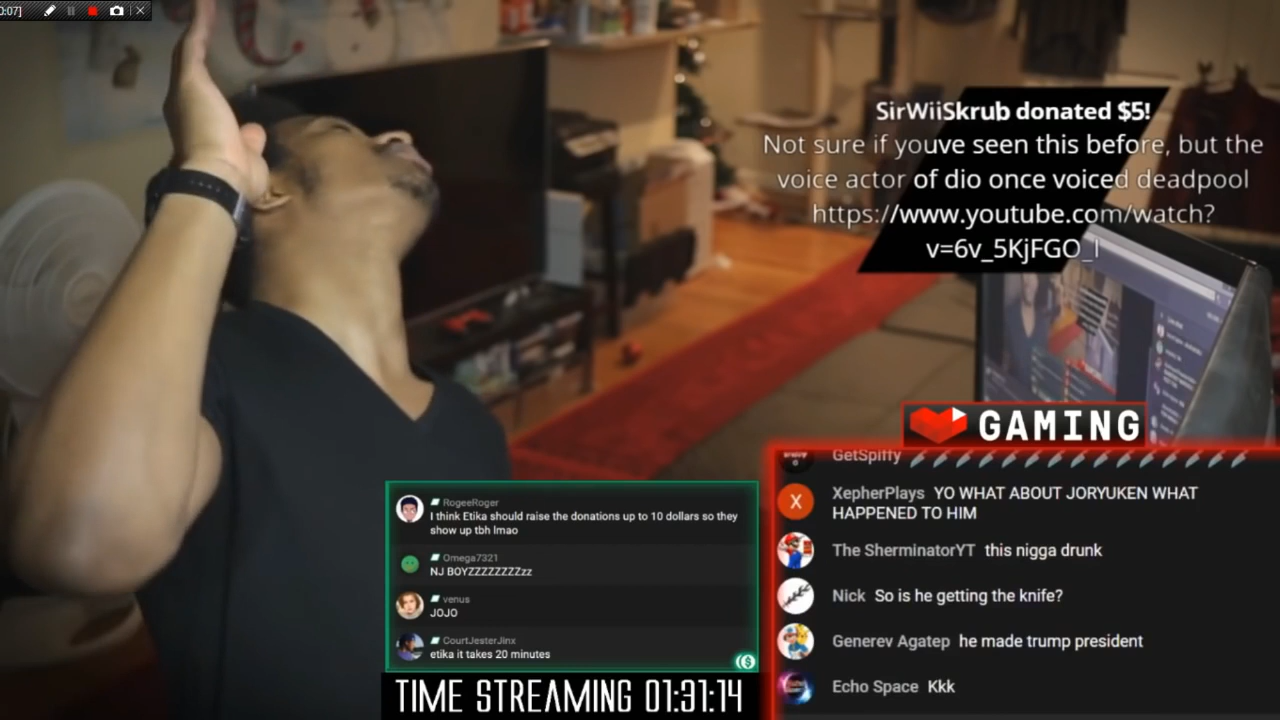 0:07]
SirWiiSkrub donated $5!
Not sure if youve seen this before, but the
voice actor of dio once voiced deadpool
https://www.youtube.com/watch?
v=6v_5KjFGO_I
GAMING
GetSpiffy
XepherPlays YO WHAT ABOUT JORYUKEN WHAT
HAPPENED TO HIM
The SherminatorYT this nigga drunk
Nick So is he getting the knife?
Generev Agatep he made trump president
Echo Space Kkk
RogeeRoger
I think Etika should raise the donations up to 10 dollars so they
show up tbh lmao
Omega7321
NJ BOYZZZZZZZZzz
venus
JOJO
CourtJesterJinx
etika it takes 20 minutes
TIME STREAMING 01:31:14
X